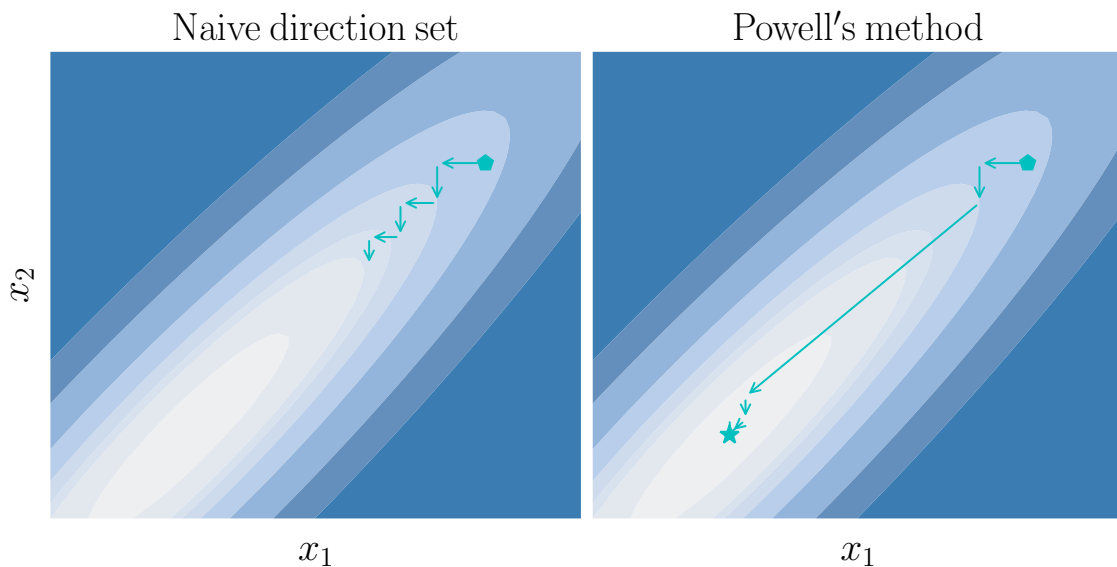 Naive direction set
Powell′s method
x₂
x₁
x₁